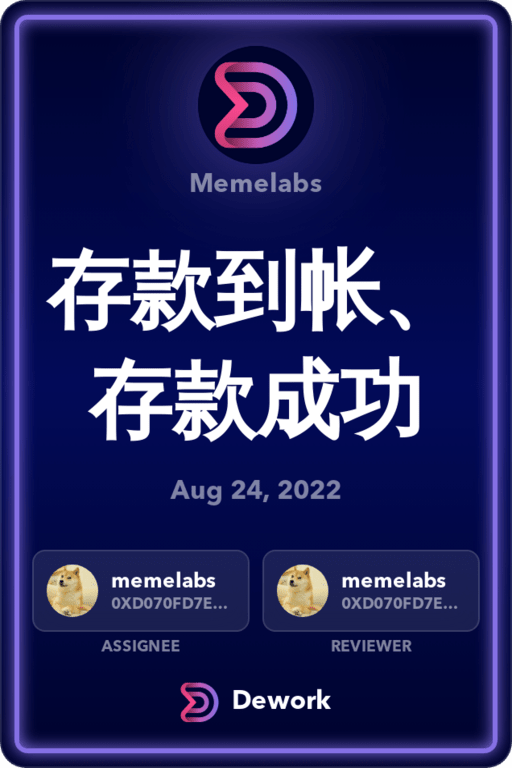 Memelabs
存款到帐、
存款成功
Aug 24, 2022
memelabs
0XD070FD7E...
ASSIGNEE
memelabs
0XD070FD7E...
REVIEWER
Dework